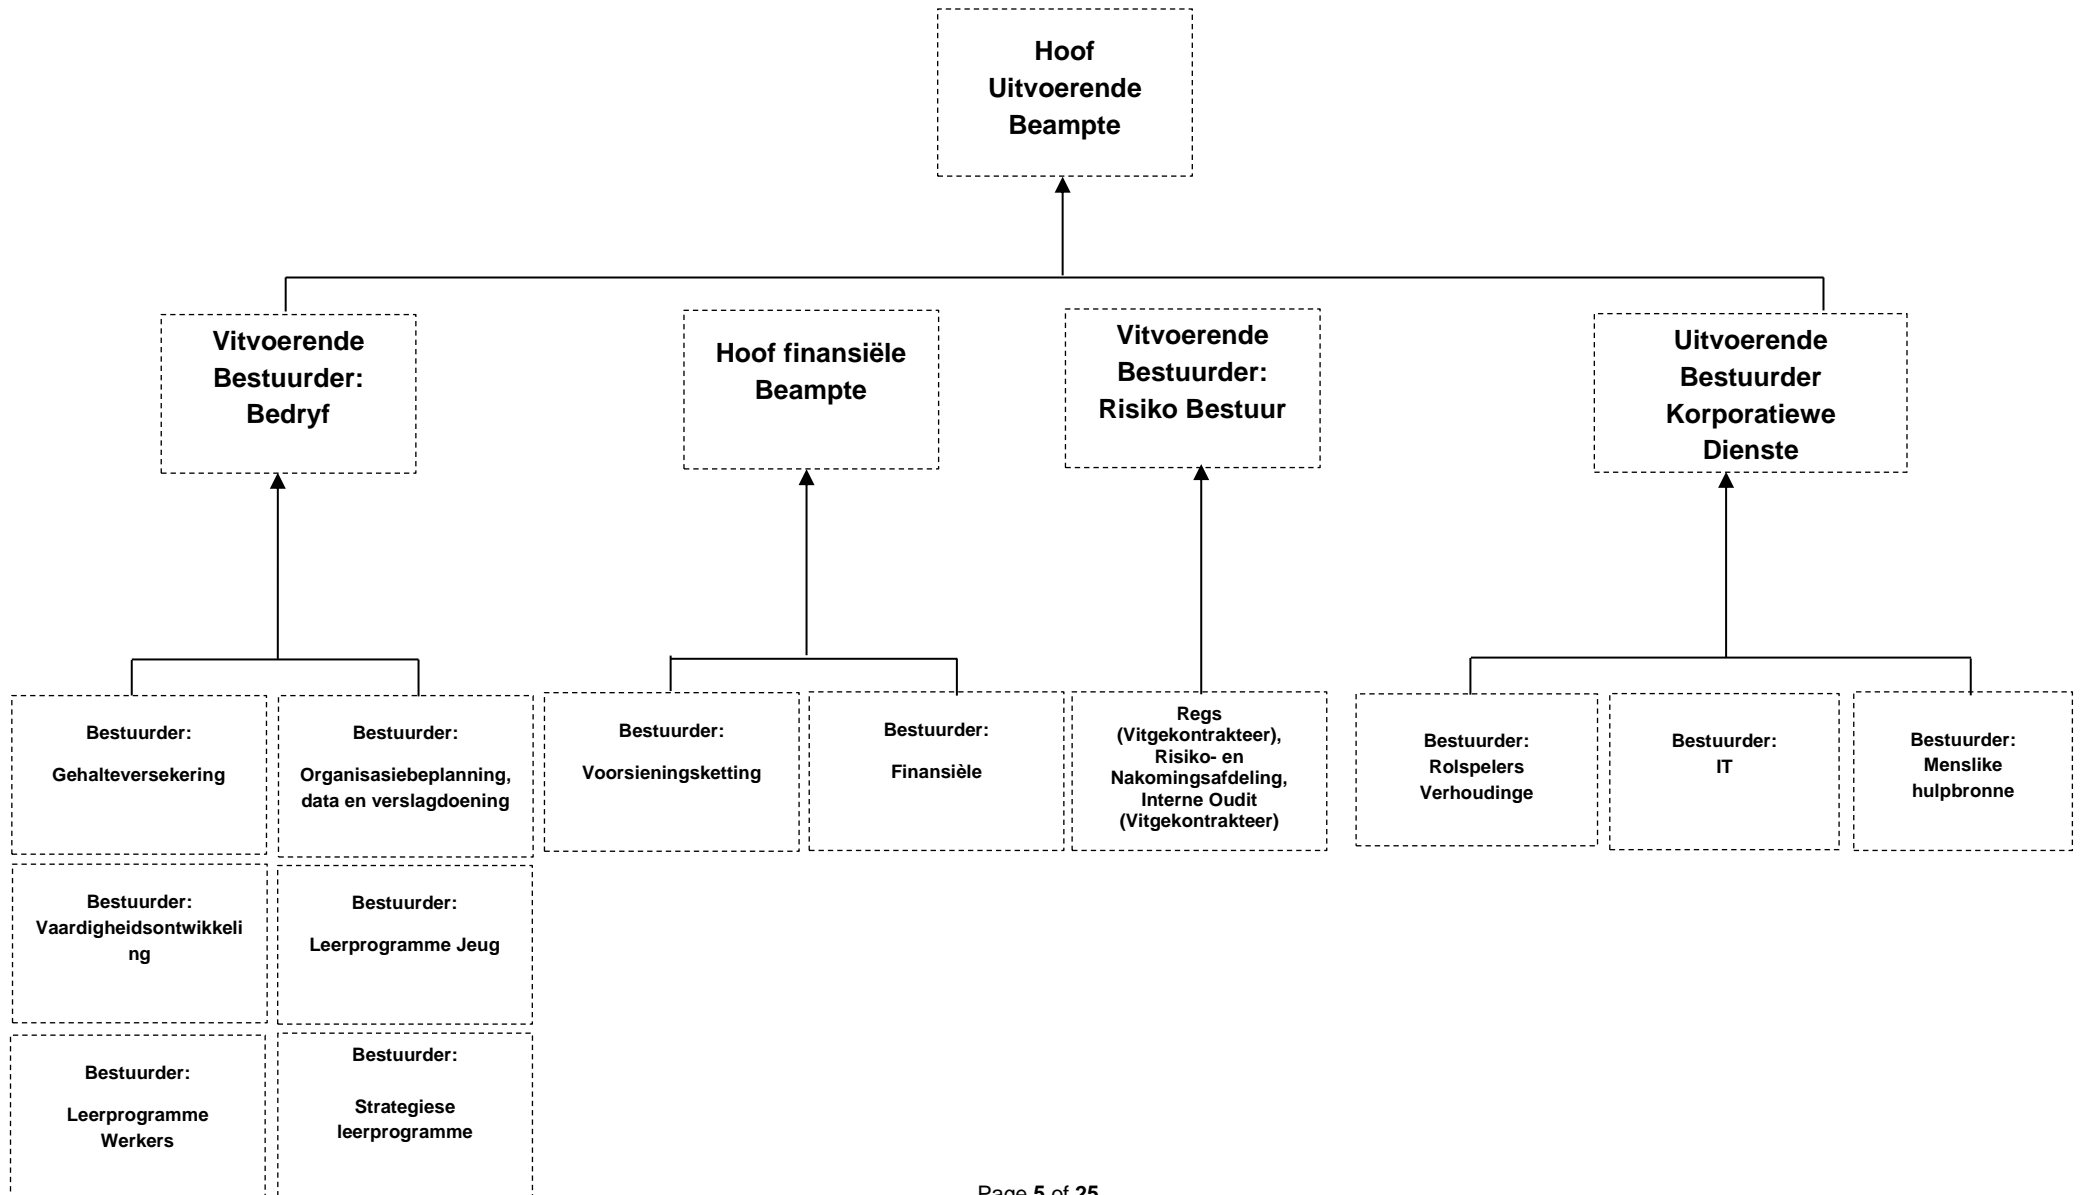 Hoof
Uitvoerende
Beampte
Vitvoerende
Bestuurder:
Bedryf
Hoof finansiële
Beampte
Vitvoerende
Bestuurder:
Risiko Bestuur
Uitvoerende
Bestuurder
Korporatiewe
Dienste
Bestuurder:
Gehalteversekering
Bestuurder:
Organisasiebeplanning,
data en verslagdoening
Bestuurder:
Voorsieningsketting
Bestuurder:
Finansièle
Regs
(Vitgekontrakteer),
Risiko- en
Nakomingsafdeling,
Interne Oudit
(Vitgekontrakteer)
Bestuurder:
Rolspelers
Verhoudinge
Bestuurder:
IT
Bestuurder:
Menslike
hulpbronne
Bestuurder:
Vaardigheidsontwikkeli
ng
Bestuurder:
Leerprogramme Jeug
Bestuurder:
Leerprogramme
Werkers
Bestuurder:
Strategiese
leerprogramme
Page 5 of 25